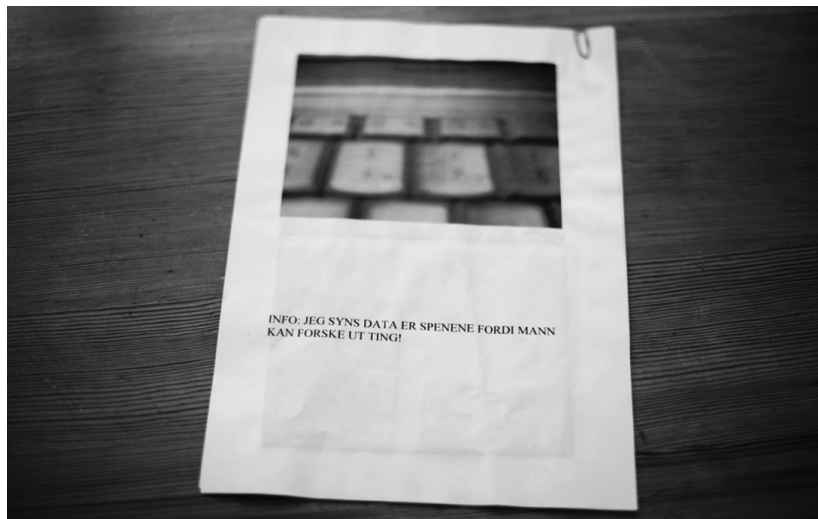 INFO: JEG SYNS DATA ER SPENENE FORDI MANN
KAN FORSKE UT TING!